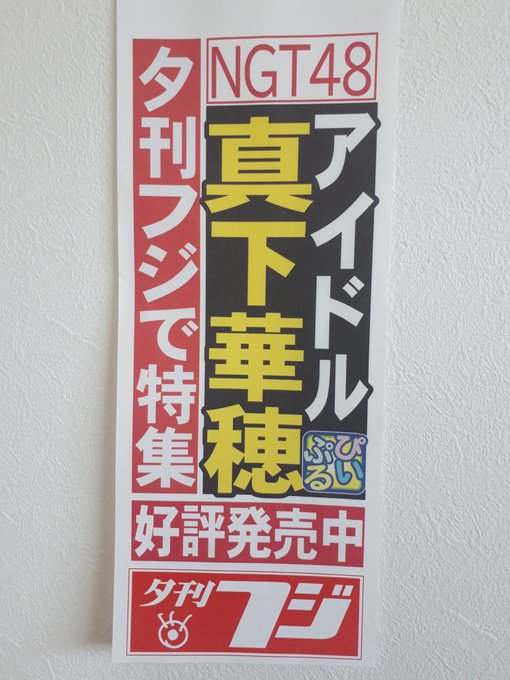 NGT48
アイドル
真下華穂
ぴいぷる
夕刊フジで特集
好評発売中
夕刊フジ